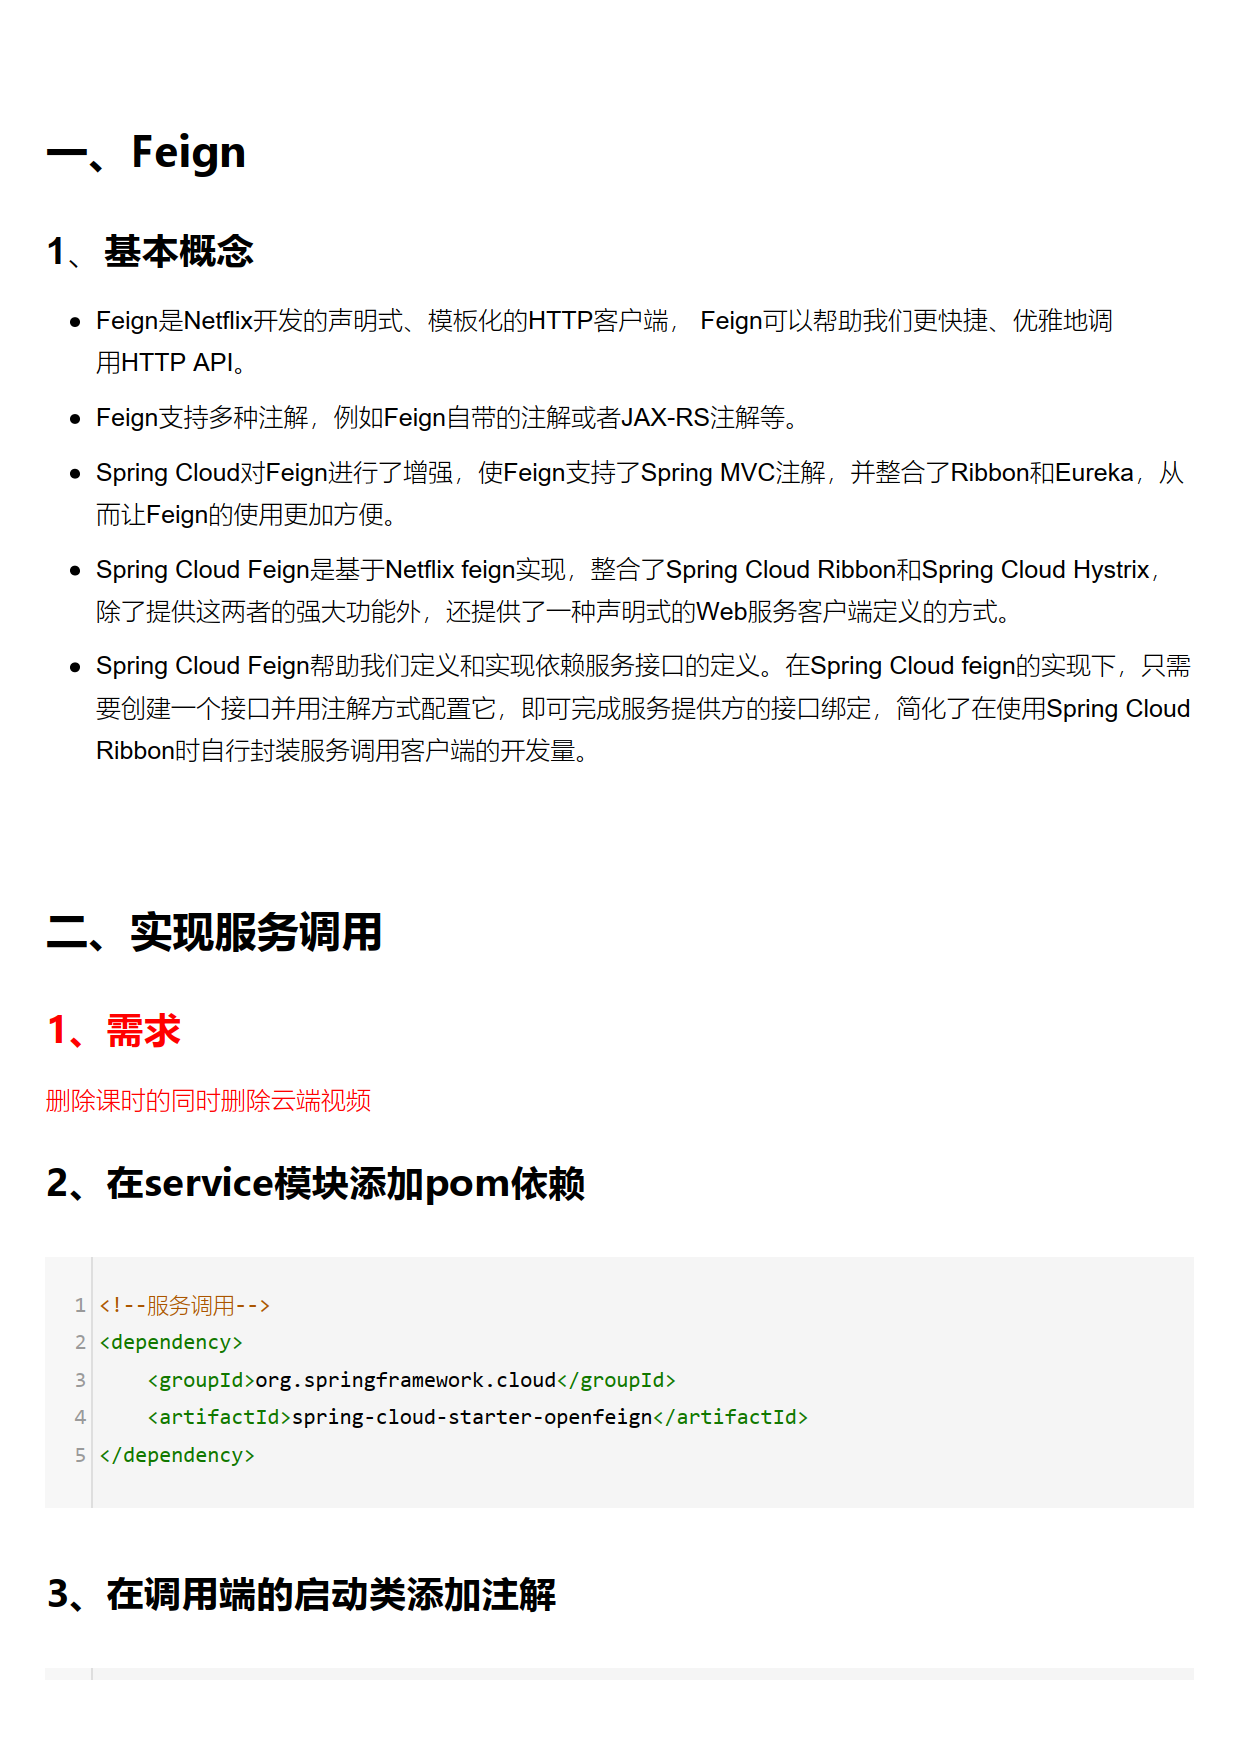 一、Feign
1、 基本概念
Feign是Netflix开发的声明式、模板化的HTTP客户端， Feign可以帮助我们更快捷、优雅地调
用HTTP API。
Feign支持多种注解，例如Feign自带的注解或者JAX-RS注解等。
Spring Cloud对Feign进行了增强，使Feign支持了Spring MVC注解，并整合了Ribbon和Eureka，从
而让Feign的使用更加方便。
Spring Cloud Feign是基于Netflix feign实现，整合了Spring Cloud Ribbon和Spring Cloud Hystrix，
除了提供这两者的强大功能外，还提供了一种声明式的Web服务客户端定义的方式。
Spring Cloud Feign帮助我们定义和实现依赖服务接口的定义。在Spring Cloud feign的实现下，只需
要创建一个接口并用注解方式配置它，即可完成服务提供方的接口绑定，简化了在使用Spring Cloud
Ribbon时自行封装服务调用客户端的开发量。
二、实现服务调用
1、需求
删除课时的同时删除云端视频
2、在service模块添加pom依赖
1 <!--服务调用-->
2 <dependency>
3     <groupId>org.springframework.cloud</groupId>
4     <artifactId>spring-cloud-starter-openfeign</artifactId>
5 </dependency>
3、在调用端的启动类添加注解